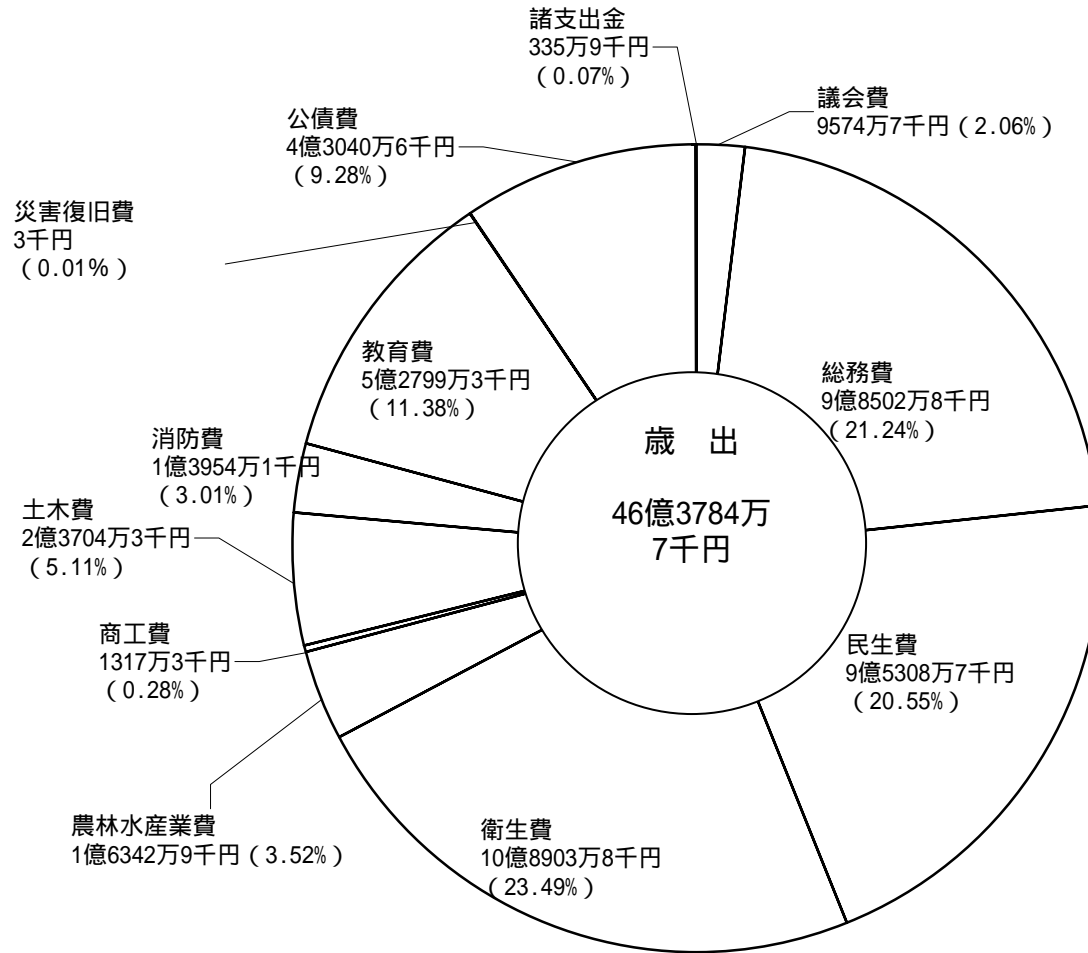 諸支出金
335万9千円
（0.07%）
議会費
9574万7千円（2.06%）
公債費
4億3040万6千円
（9.28%）
災害復旧費
3千円
（0.01％）
教育費
5億2799万3千円
（11.38%）
総務費
9億8502万8千円
（21.24%）
歳 出
46億3784万
7千円
消防費
1億3954万1千円
（3.01%）
土木費
2億3704万3千円
（5.11%）
商工費
1317万3千円
（0.28%）
民生費
9億5308万7千円
（20.55%）
農林水産業費
1億6342万9千円（3.52%）
衛生費
10億8903万8千円
（23.49%）